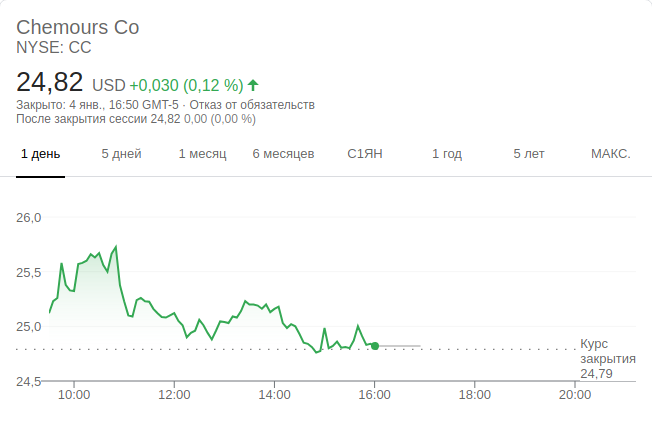 Chemours Co
NYSE: CC
24,82 USD +0,030 (0,12 %)
Закрыто: 4 янв., 16:50 GMT-5 · Отказ от обязательств
После закрытия сессии 24,82 0,00 (0,00 %)
1 день 5 дней 1 месяц 6 месяцев С1ЯН 1 год 5 лет МАКС.
26,0
25,5
25,0
Курс
закрытия
24,79
24,5
10:00 12:00 14:00 16:00 18:00 20:00